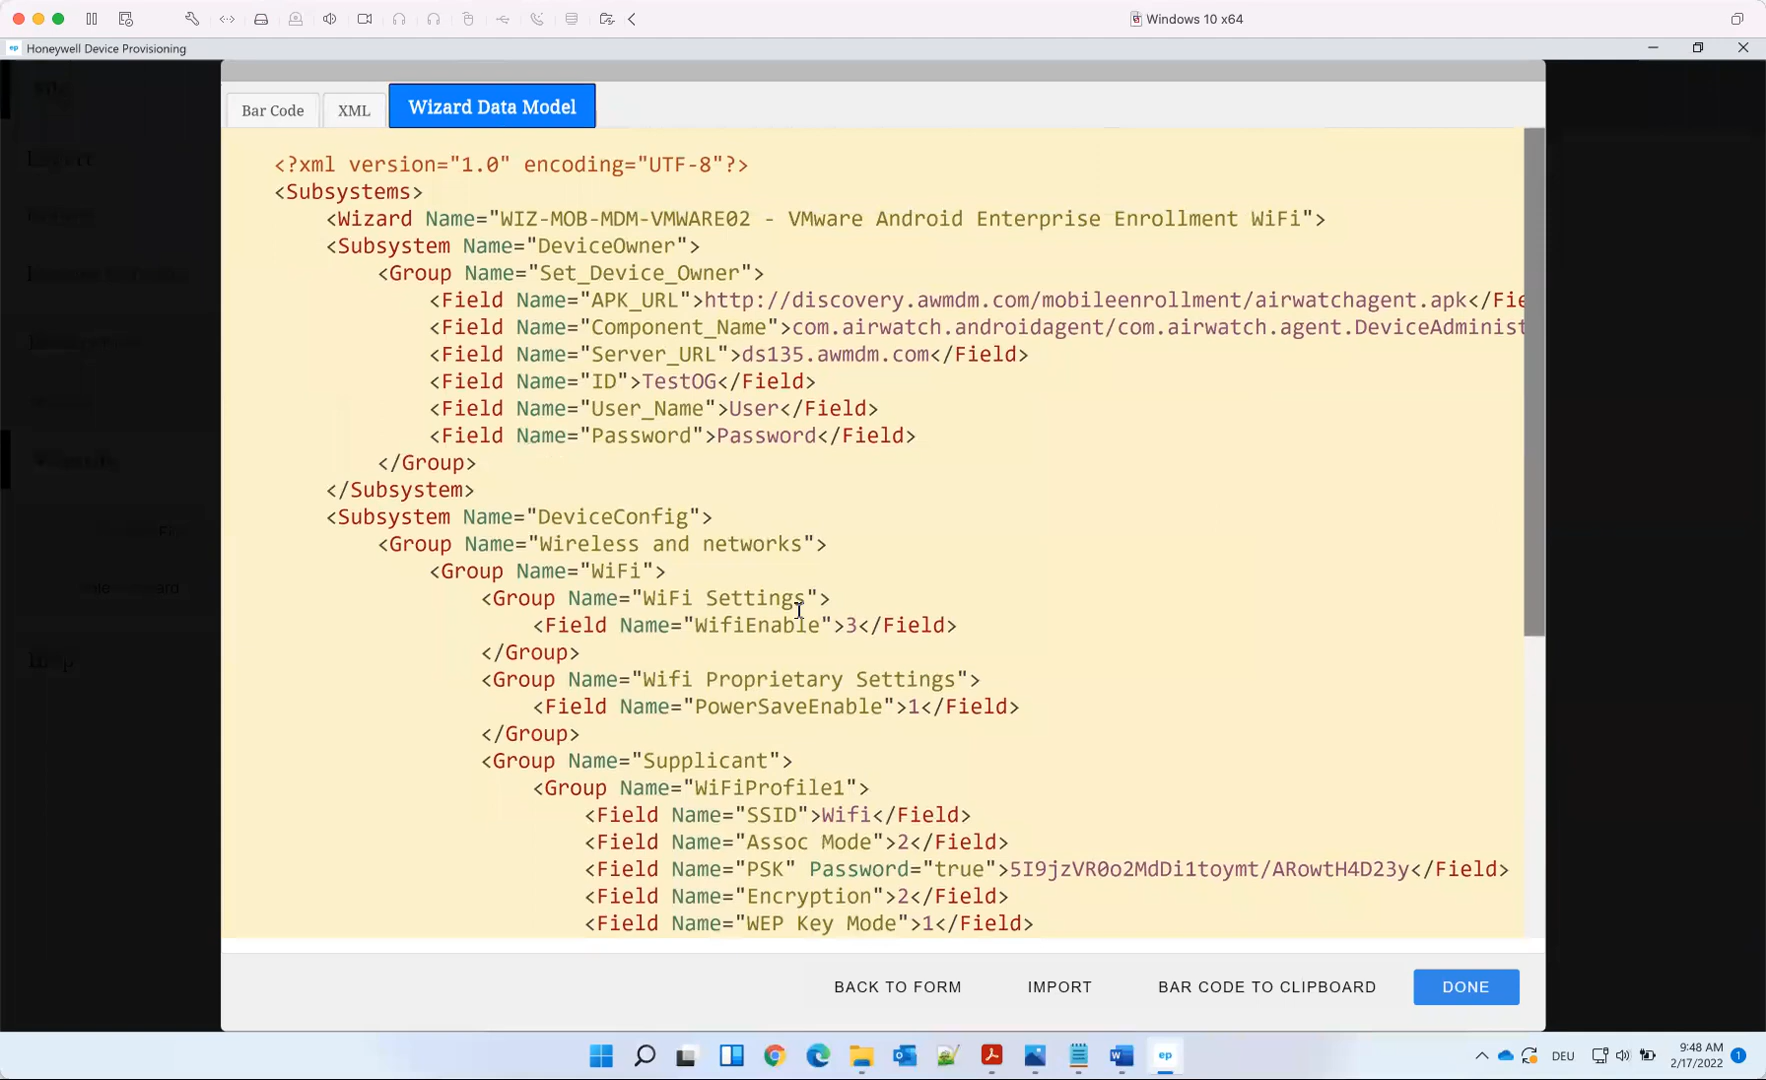 Windows 10 x64
ep Honeywell Device Provisioning
Bar Code XML Wizard Data Model
<?xml version="1.0" encoding="UTF-8"?>
<Subsystems>
<Wizard Name="WIZ-MOB-MDM-VMWARE02 - VMware Android Enterprise Enrollment WiFi">
<Subsystem Name="DeviceOwner">
<Group Name="Set_Device_Owner">
<Field Name="APK_URL">http://discovery.awmdm.com/mobileenrollment/airwatchagent.apk</Fie
<Field Name="Component_Name">com.airwatch.androidagent/com.airwatch.agent.DeviceAdminist
<Field Name="Server_URL">ds135.awmdm.com</Field>
<Field Name="ID">TestOG</Field>
<Field Name="User_Name">User</Field>
<Field Name="Password">Password</Field>
</Group>
</Subsystem>
<Subsystem Name="DeviceConfig">
<Group Name="Wireless and networks">
<Group Name="WiFi">
<Group Name="WiFi Settings">
<Field Name="WifiEnable">3</Field>
</Group>
<Group Name="Wifi Proprietary Settings">
<Field Name="PowerSaveEnable">1</Field>
</Group>
<Group Name="Supplicant">
<Group Name="WiFiProfile1">
<Field Name="SSID">Wifi</Field>
<Field Name="Assoc Mode">2</Field>
<Field Name="PSK" Password="true">5I9jzVR0o2MdDi1toymt/ARowtH4D23y</Field>
<Field Name="Encryption">2</Field>
<Field Name="WEP Key Mode">1</Field>
Help
BACK TO FORM IMPORT BAR CODE TO CLIPBOARD DONE
ep
DEU
9:48 AM
2/17/2022
1